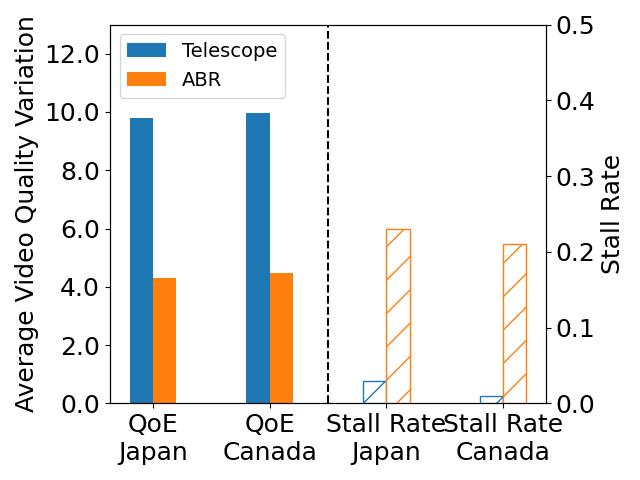 Average Video Quality Variation
12.0
10.0
8.0
6.0
4.0
2.0
0.0
Telescope
ABR
0.5
0.4
0.3
0.2
0.1
0.0
Stall Rate
QoE
Japan
QoE
Canada
Stall Rate
Japan
Stall Rate
Canada